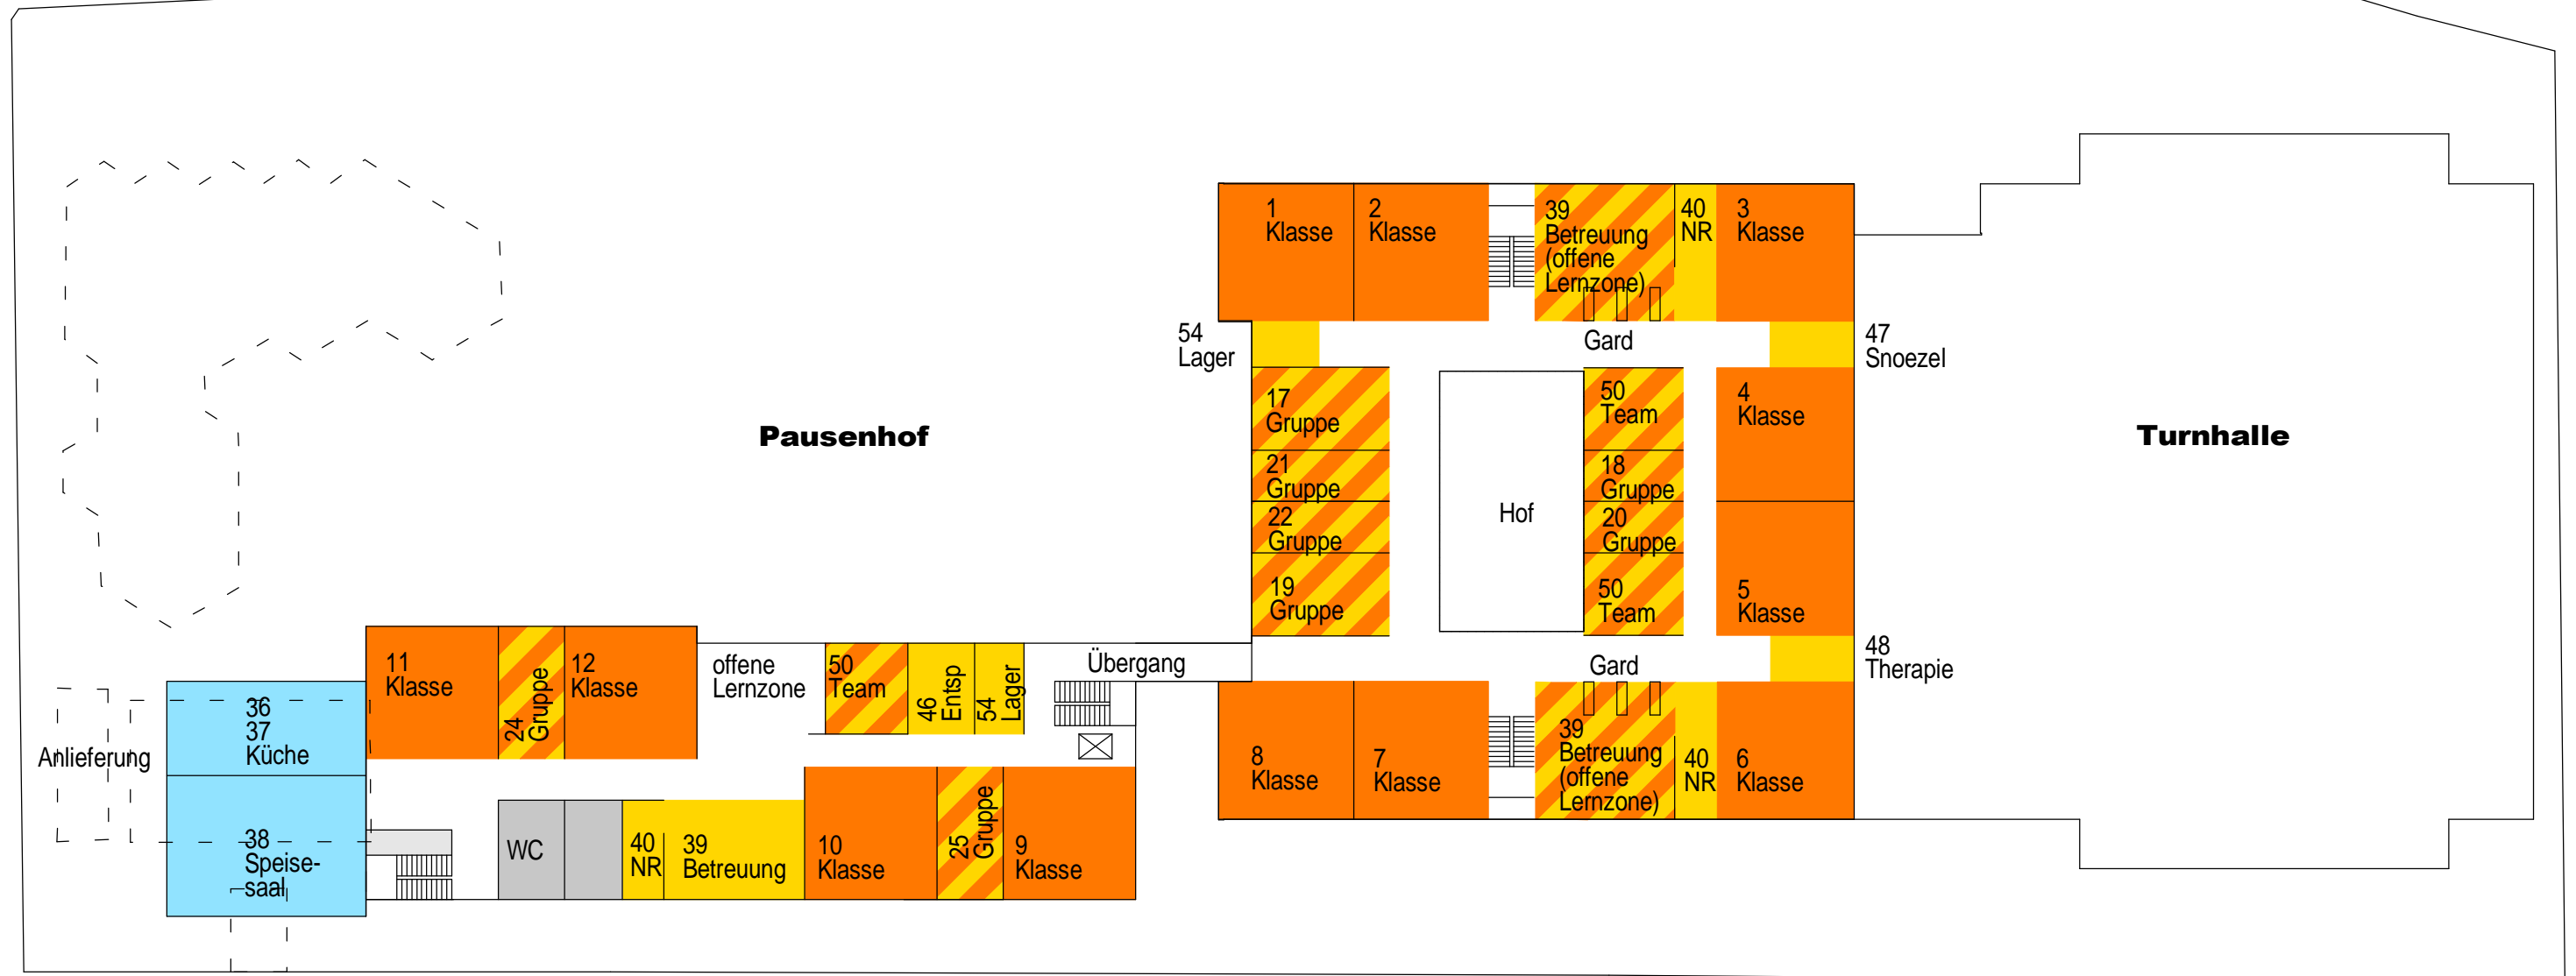 1
Klasse
2
Klasse
39
Betreuung
(offene
Lernzone)
40
NR
3
Klasse
54
Lager
Gard
47
Snoezel
17
Gruppe
50
Team
4
Klasse
Pausenhof
Turnhalle
21
Gruppe
18
Gruppe
Hof
22
Gruppe
20
Gruppe
19
Gruppe
50
Team
5
Klasse
11
Klasse
24
Gruppe
12
Klasse
offene
Lernzone
50
Team
46
Entsp
54
Lager
Übergang
Gard
48
Therapie
36
37
Küche
Anlieferung
8
Klasse
7
Klasse
39
Betreuung
(offene
Lernzone)
40
NR
6
Klasse
38
Speise-
saal
WC
40
NR
39
Betreuung
10
Klasse
25
Gruppe
9
Klasse